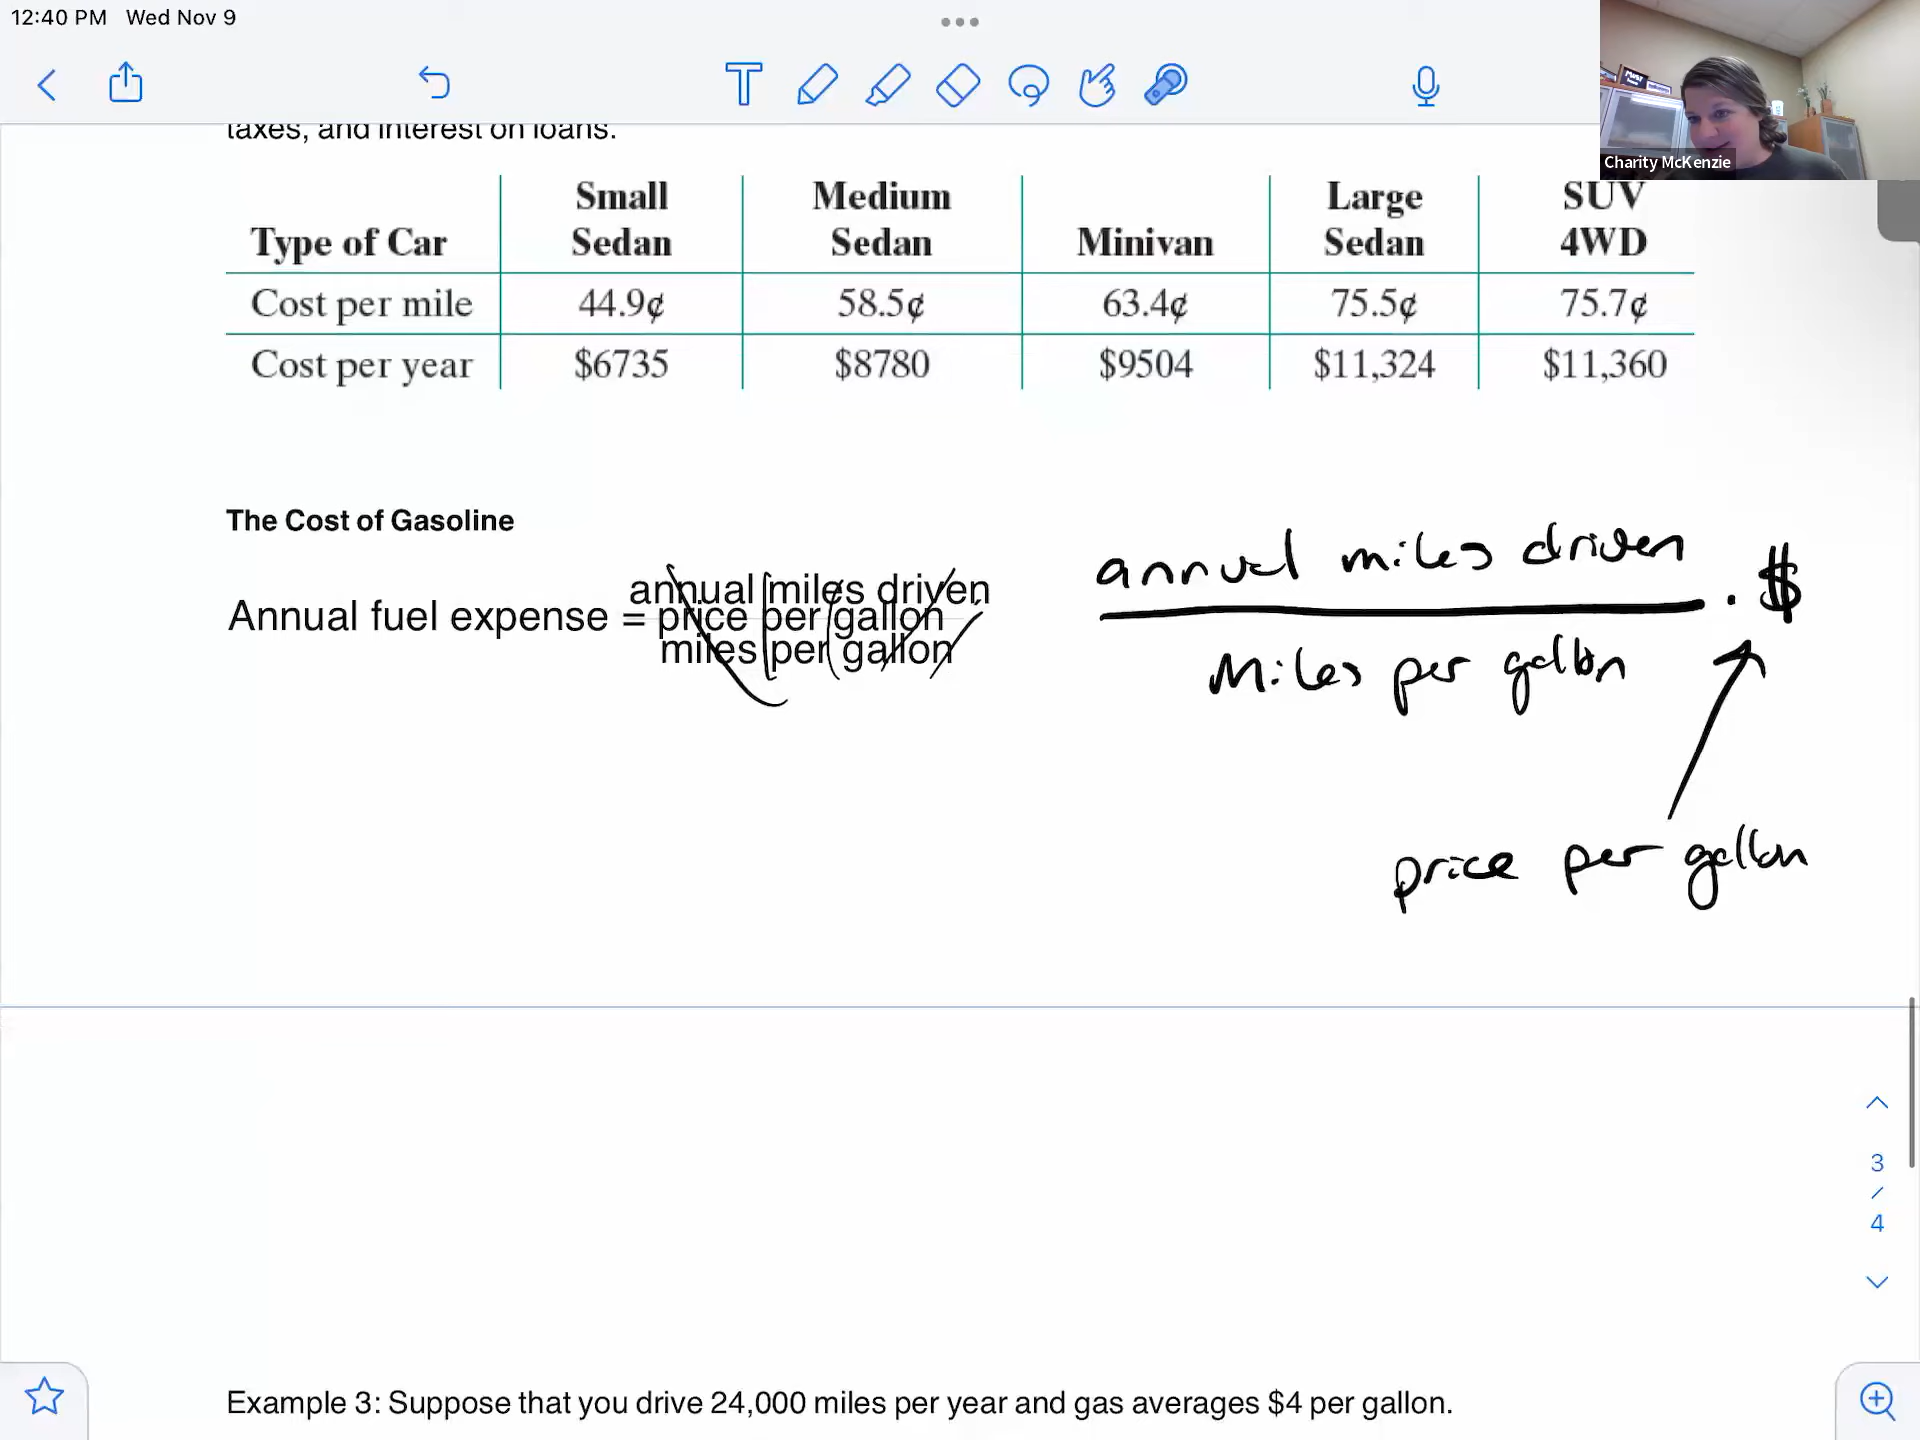 12:40 PM Wed Nov 9
Charity McKenzie
taxes, and interest on loans.
Type of Car Small Sedan Medium Sedan Minivan Large Sedan SUV 4WD
Cost per mile 44.9¢ 58.5¢ 63.4¢ 75.5¢ 75.7¢
Cost per year $6735 $8780 $9504 $11,324 $11,360
The Cost of Gasoline
annual miles driven
Annual fuel expense = price per gallon
miles per gallon
annual miles driven . $
Miles per gallon
price per gallon
3
/
4
Example 3: Suppose that you drive 24,000 miles per year and gas averages $4 per gallon.